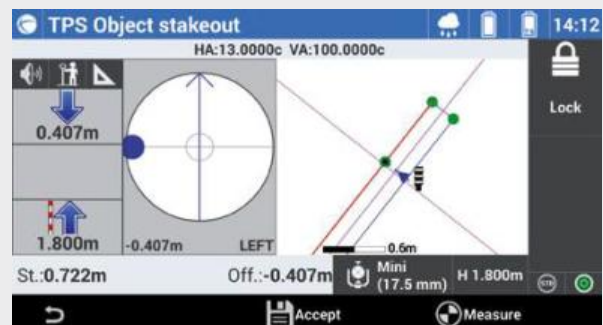 TPS Object stakeout
14:12
HA:13.0000c VA:100.0000c
Lock
0.407m
1.800m
-0.407m
LEFT
0.6m
St.:0.722m
Off.:-0.407m
Mini
(17.5 mm)
H 1.800m
STB
Accept
Measure